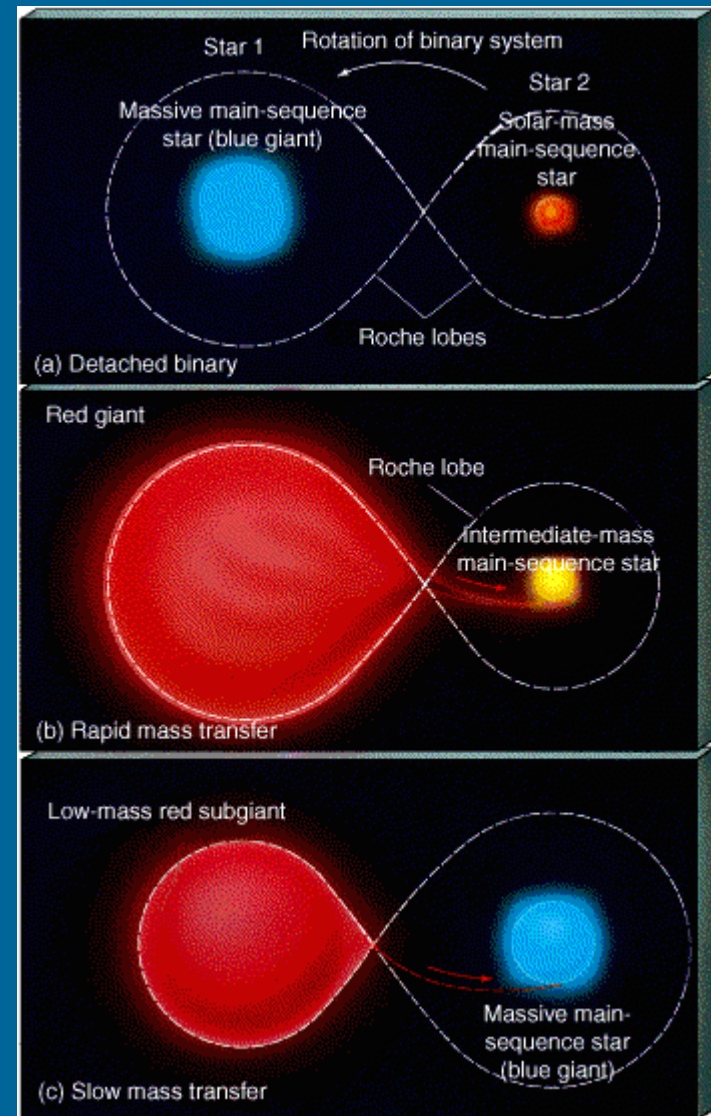 Star 1
Rotation of binary system
Star 2
Massive main-sequence
star (blue giant)
Solar-mass
main-sequence
star
Roche lobes
(a) Detached binary
Red giant
Roche lobe
Intermediate-mass
main-sequence star
(b) Rapid mass transfer
Low-mass red subgiant
Massive main-
sequence star
(blue giant)
(c) Slow mass transfer